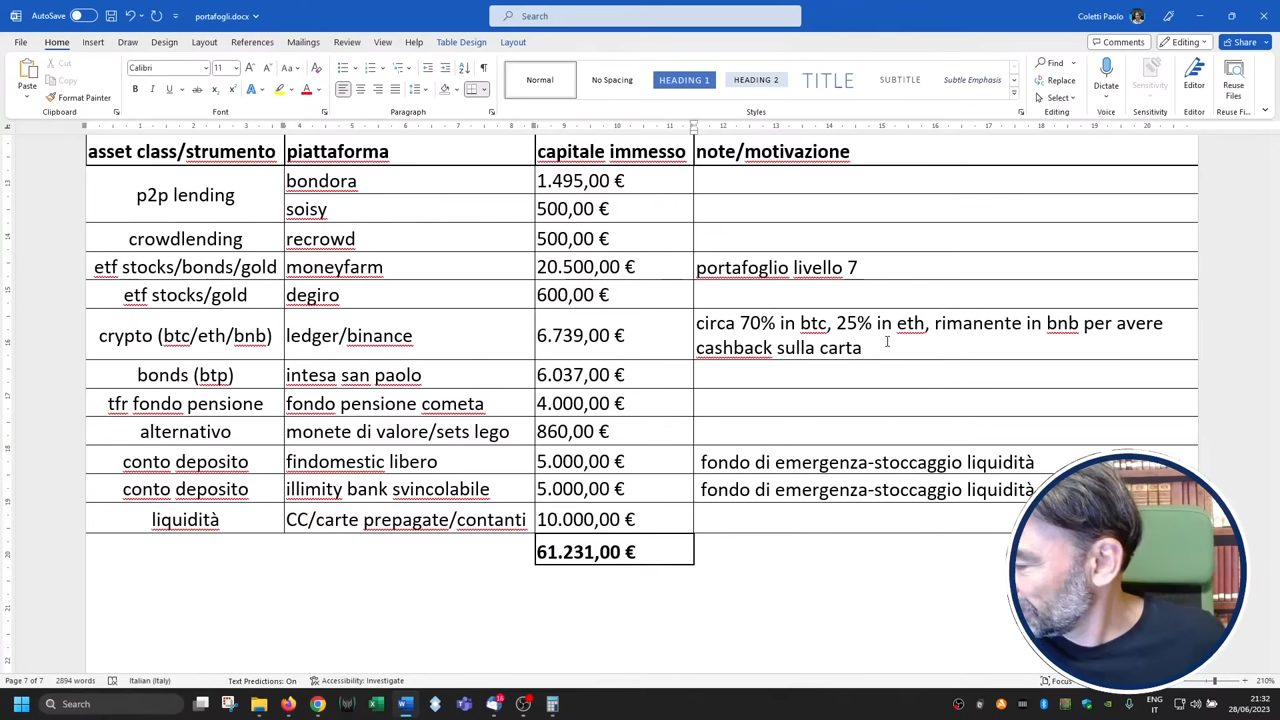 AutoSave Off
portafogli.docx
Search
Coletti Paolo
File Home Insert Draw Design Layout References Mailings Review View Help Table Design Layout
Comments Editing Share
Paste
Cut
Copy
Format Painter
Calibri 11
Normal
No Spacing
HEADING 1
HEADING 2
TITLE
SUBTITLE
Subtle Emphasis
Find
Replace
Select
Dictate
Sensitivity
Editor
Reuse Files
Clipboard Font Paragraph Styles Editing Voice Sensitivity Editor Reuse Files
asset class/strumento piattaforma capitale immesso note/motivazione
p2p lending bondora 1.495,00 €
soisy 500,00 €
crowdlending recrowd 500,00 €
etf stocks/bonds/gold moneyfarm 20.500,00 € portafoglio livello 7
etf stocks/gold degiro 600,00 €
crypto (btc/eth/bnb) ledger/binance 6.739,00 € circa 70% in btc, 25% in eth, rimanente in bnb per avere
cashback sulla carta
bonds (btp) intesa san paolo 6.037,00 €
tfr fondo pensione fondo pensione cometa 4.000,00 €
alternativo monete di valore/sets lego 860,00 €
conto deposito findomestic libero 5.000,00 € fondo di emergenza-stoccaggio liquidità
conto deposito illimity bank svincolabile 5.000,00 € fondo di emergenza-stoccaggio liquidità
liquidità CC/carte prepagate/contanti 10.000,00 €
61.231,00 €
Page 7 of 7 2894 words Italian (Italy) Text Predictions: On Accessibility: Investigate Focus 210%
Search
ENG
IT
21:32
28/06/2023